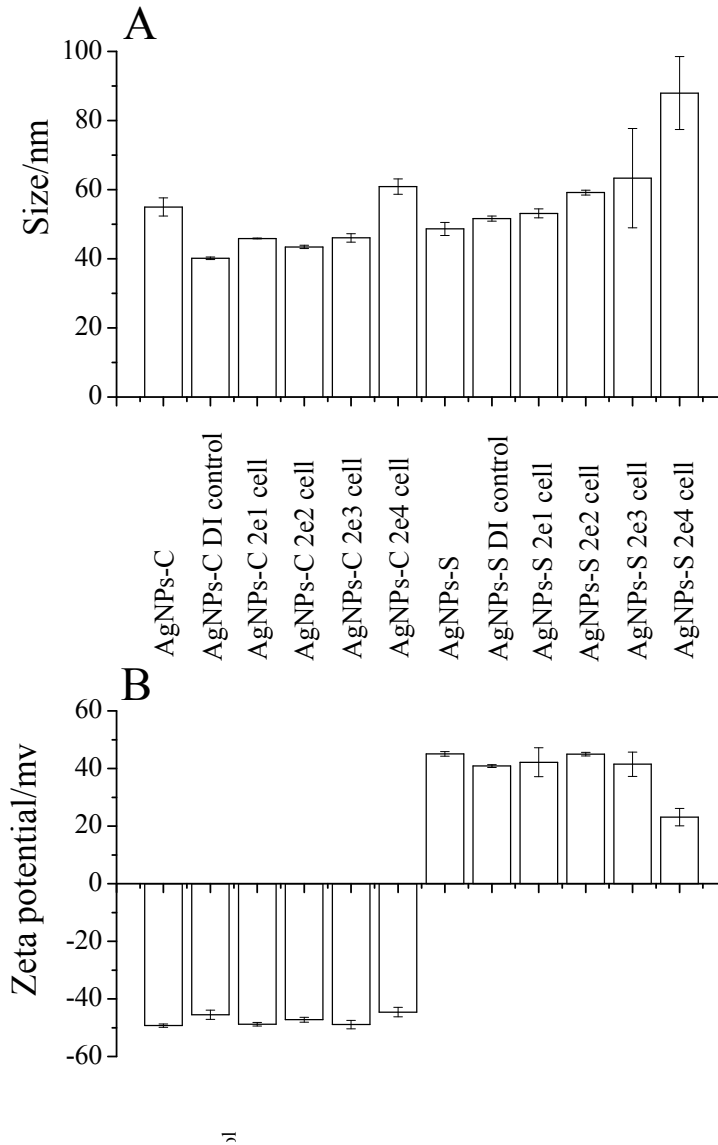 A
Size/nm
100
80
60
40
20
0
AgNPs-C
AgNPs-C DI control
AgNPs-C 2e1 cell
AgNPs-C 2e2 cell
AgNPs-C 2e3 cell
AgNPs-C 2e4 cell
AgNPs-S
AgNPs-S DI control
AgNPs-S 2e1 cell
AgNPs-S 2e2 cell
AgNPs-S 2e3 cell
AgNPs-S 2e4 cell
B
Zeta potential/mv
60
40
20
0
-20
-40
-60
ol